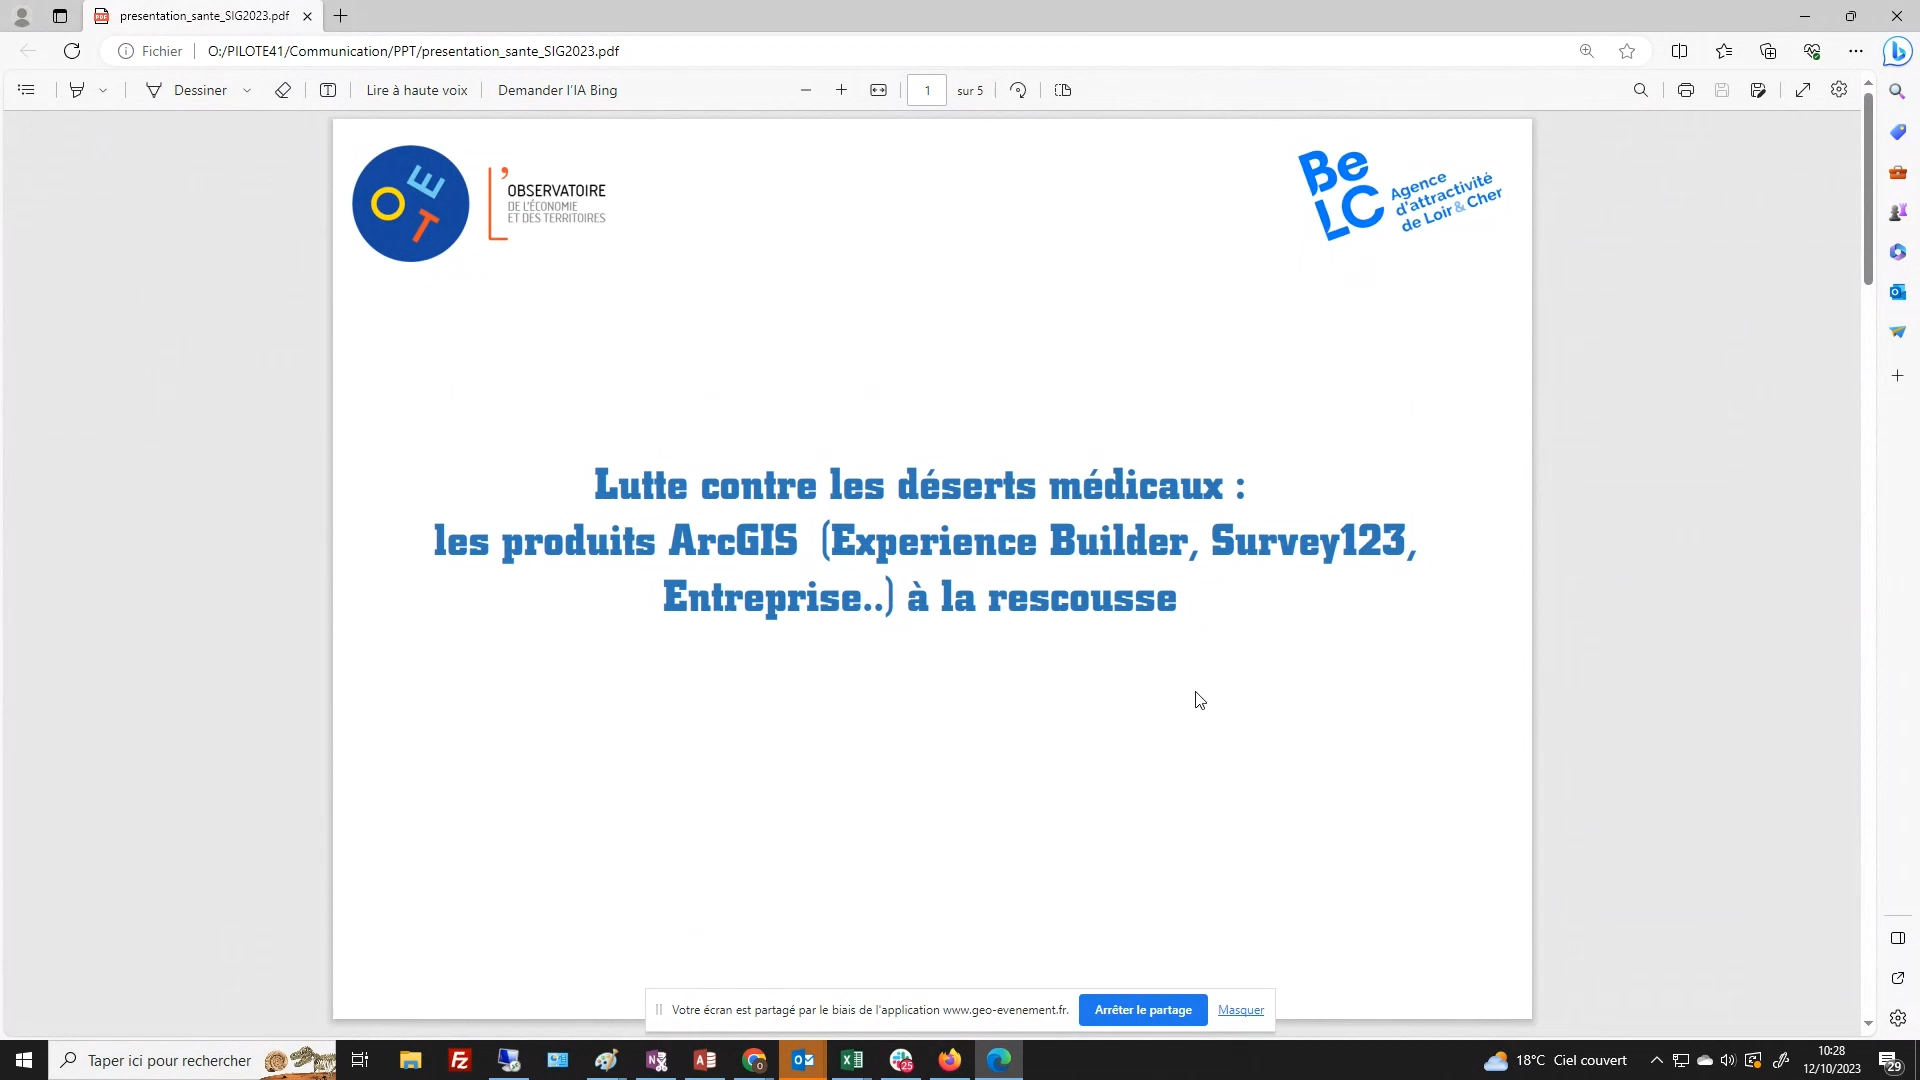 presentation_sante_SIG2023.pdf
Fichier
O:/PILOTE41/Communication/PPT/presentation_sante_SIG2023.pdf
Dessiner
Lire à haute voix
Demander l'IA Bing
1
sur 5
O E T
L'OBSERVATOIRE
DE L'ÉCONOMIE
ET DES TERRITOIRES
Be
LC
Agence
d'attractivité
de Loir & Cher
Lutte contre les déserts médicaux :
les produits ArcGIS (Experience Builder, Survey123,
Entreprise..) à la rescousse
Votre écran est partagé par le biais de l'application www.geo-evenement.fr.
Arrêter le partage
Masquer
Taper ici pour rechercher
25
18°C Ciel couvert
10:28
12/10/2023
29